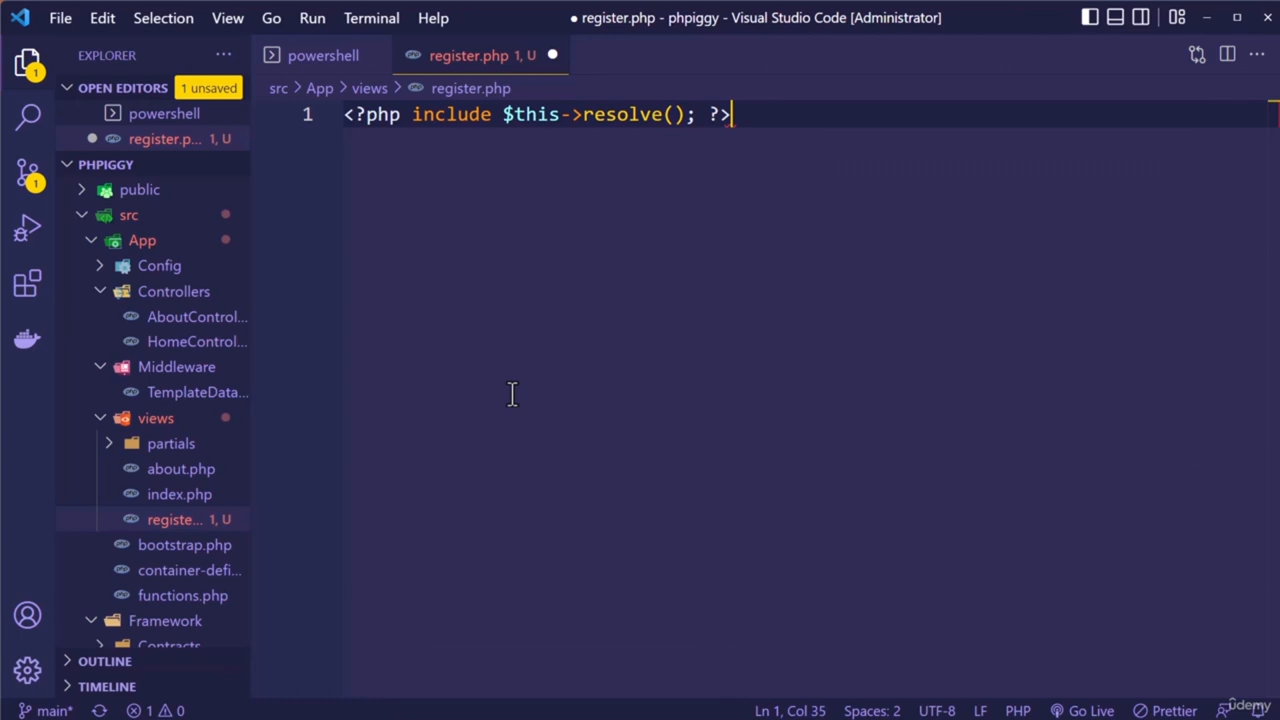 File Edit Selection View Go Run Terminal Help ● register.php - phpiggy - Visual Studio Code [Administrator]
EXPLORER ···
powershell register.php 1, U
OPEN EDITORS 1 unsaved
src > App > views > register.php
powershell
1 <?php include $this->resolve(); ?>
register.p... 1, U
PHPIGGY
public
src
App
Config
Controllers
AboutControl...
HomeControl...
Middleware
TemplateData...
views
partials
about.php
index.php
registe... 1, U
bootstrap.php
container-defi...
functions.php
Framework
Contracts
OUTLINE
TIMELINE
1
1
main* 1 0 Ln 1, Col 35 Spaces: 2 UTF-8 LF PHP Go Live Prettier
ûdemy